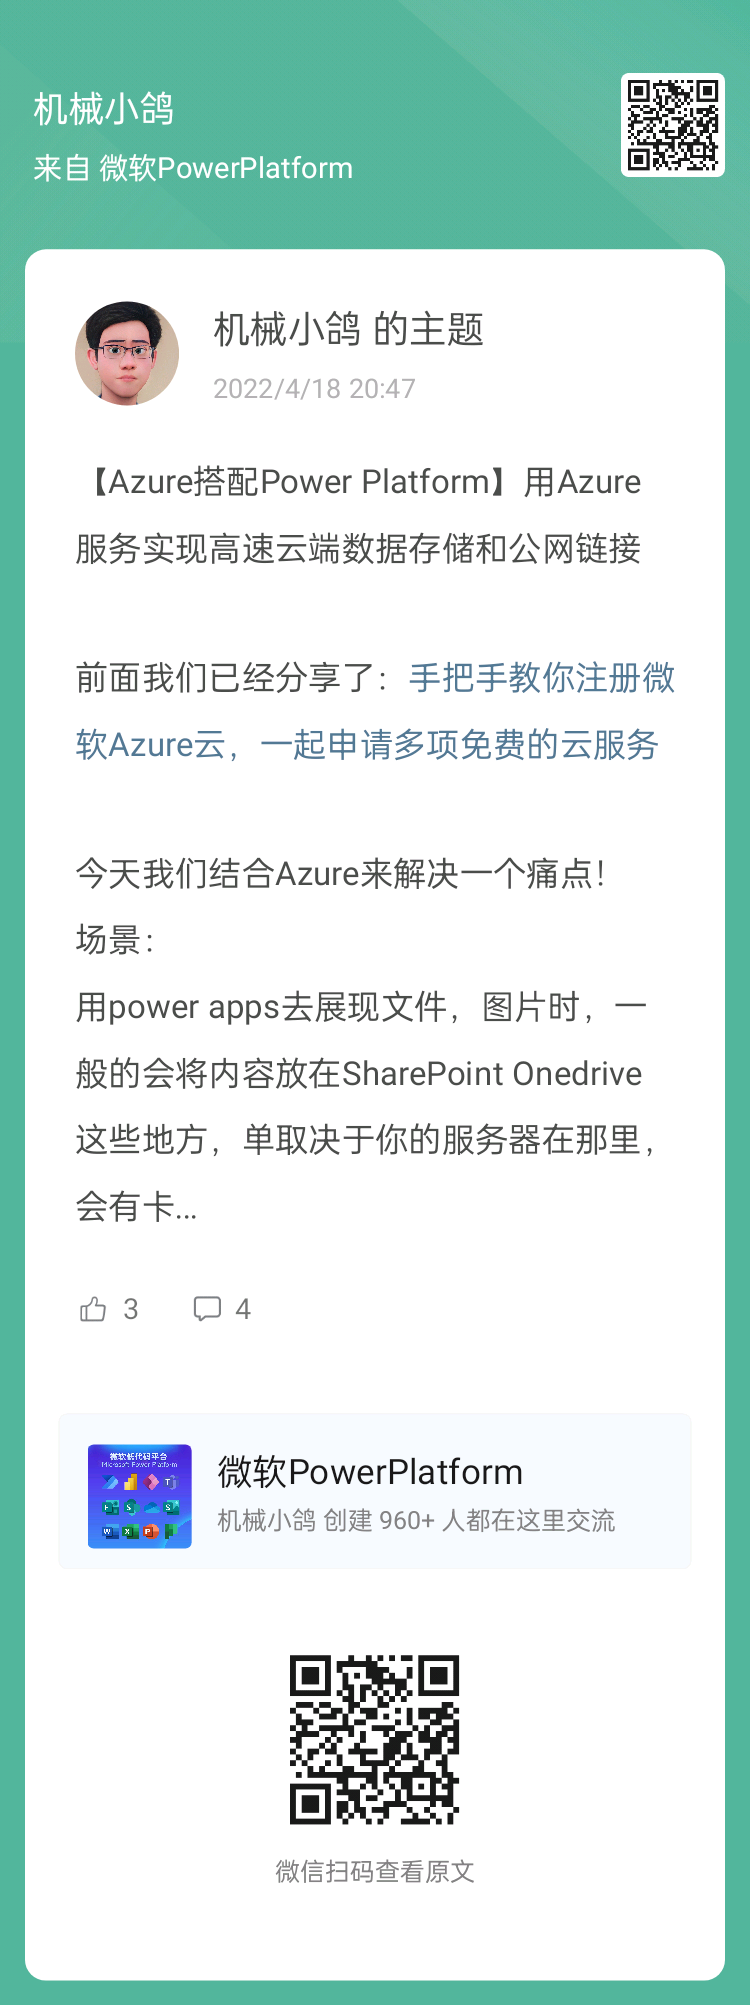 机械小鸽
来自 微软PowerPlatform
机械小鸽 的主题
2022/4/18 20:47
【Azure搭配Power Platform】用Azure
服务实现高速云端数据存储和公网链接
前面我们已经分享了：手把手教你注册微
软Azure云，一起申请多项免费的云服务
今天我们结合Azure来解决一个痛点！
场景：
用power apps去展现文件，图片时，一
般的会将内容放在SharePoint Onedrive
这些地方，单取决于你的服务器在那里，
会有卡...
3 4
微软低代码平台
Microsoft Power Platform
微软PowerPlatform
机械小鸽 创建 960+ 人都在这里交流
微信扫码查看原文